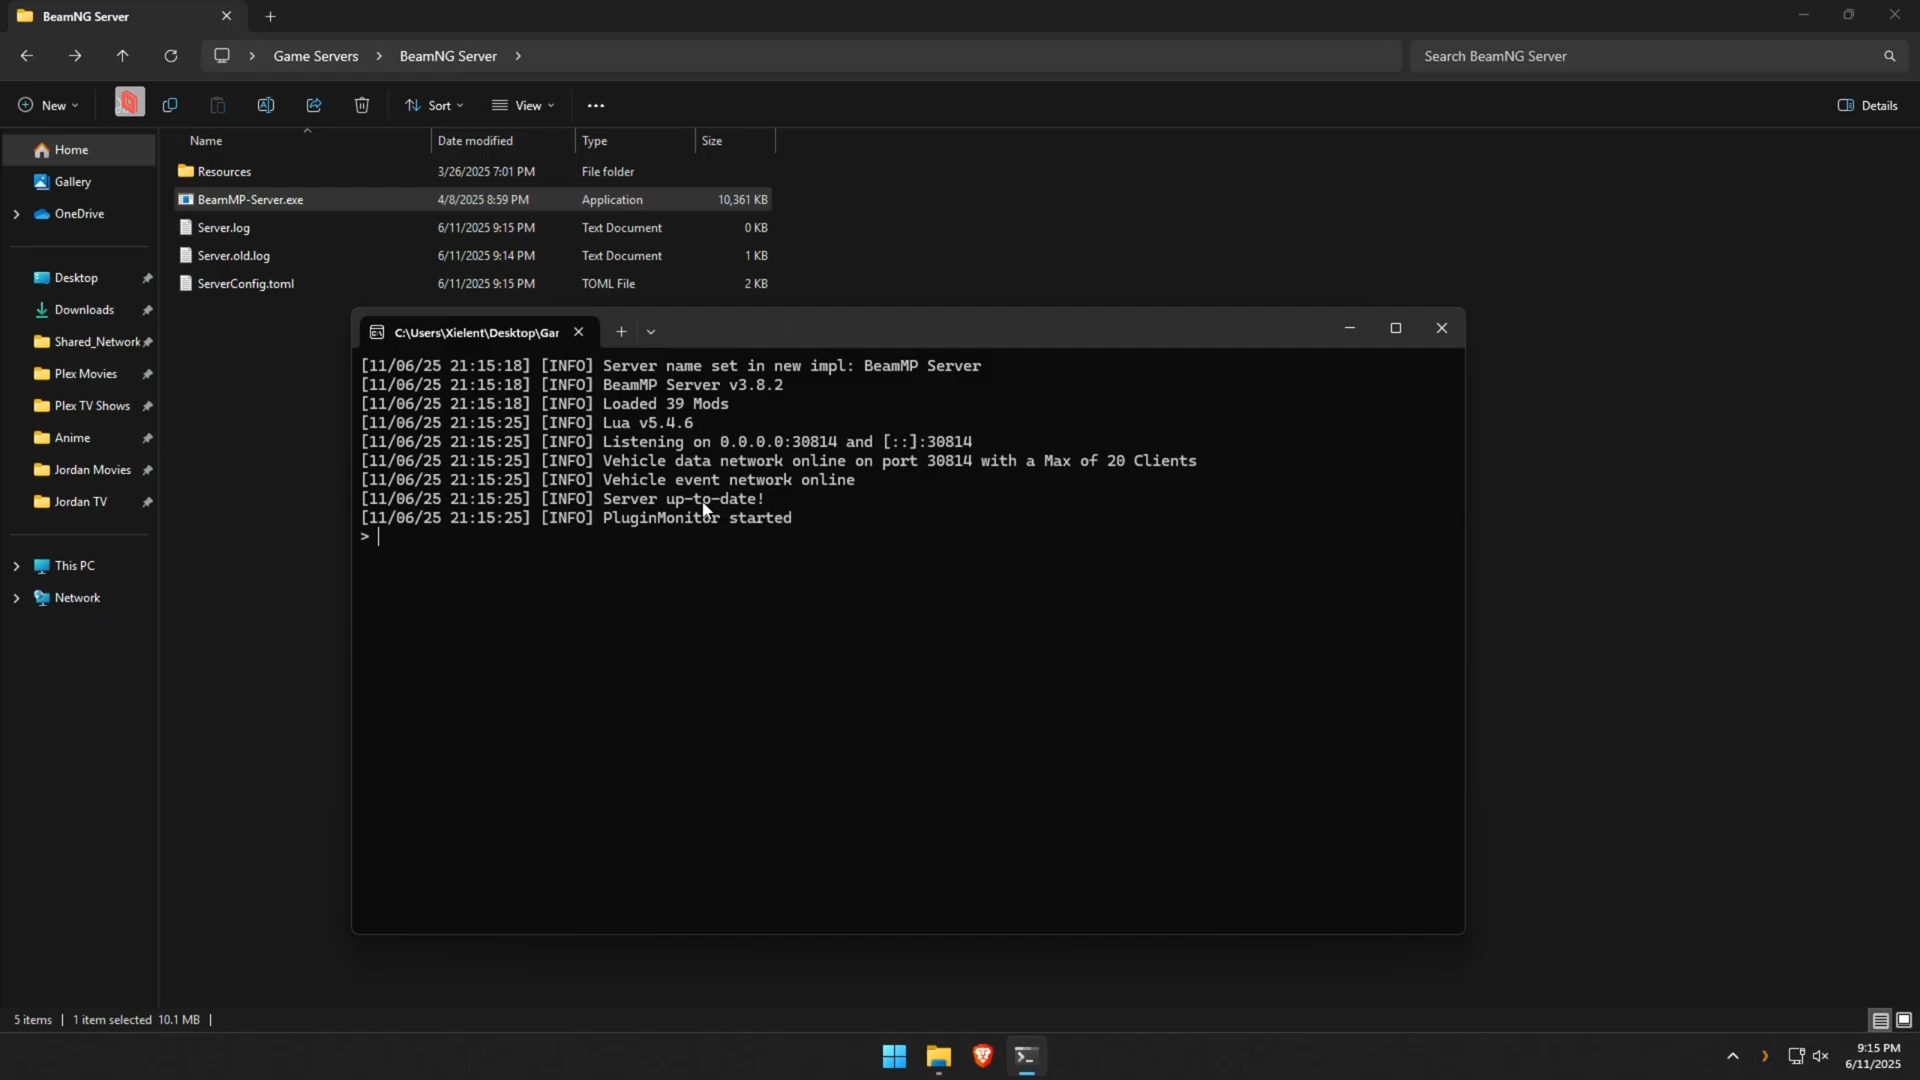 BeamNG Server
Game Servers
BeamNG Server
Search BeamNG Server
New
Sort
View
Details
Name
Date modified
Type
Size
Resources
3/26/2025 7:01 PM
File folder
BeamMP-Server.exe
4/8/2025 8:59 PM
Application
10,361 KB
Server.log
6/11/2025 9:15 PM
Text Document
0 KB
Server.old.log
6/11/2025 9:14 PM
Text Document
1 KB
ServerConfig.toml
6/11/2025 9:15 PM
TOML File
2 KB
Home
Gallery
OneDrive
Desktop
Downloads
Shared_Network
Plex Movies
Plex TV Shows
Anime
Jordan Movies
Jordan TV
This PC
Network
C:\Users\Xielent\Desktop\Gar
[11/06/25 21:15:18] [INFO] Server name set in new impl: BeamMP Server
[11/06/25 21:15:18] [INFO] BeamMP Server v3.8.2
[11/06/25 21:15:18] [INFO] Loaded 39 Mods
[11/06/25 21:15:25] [INFO] Lua v5.4.6
[11/06/25 21:15:25] [INFO] Listening on 0.0.0.0:30814 and [::]:30814
[11/06/25 21:15:25] [INFO] Vehicle data network online on port 30814 with a Max of 20 Clients
[11/06/25 21:15:25] [INFO] Vehicle event network online
[11/06/25 21:15:25] [INFO] Server up-to-date!
[11/06/25 21:15:25] [INFO] PluginMonitor started
>
5 items
1 item selected 10.1 MB
9:15 PM
6/11/2025